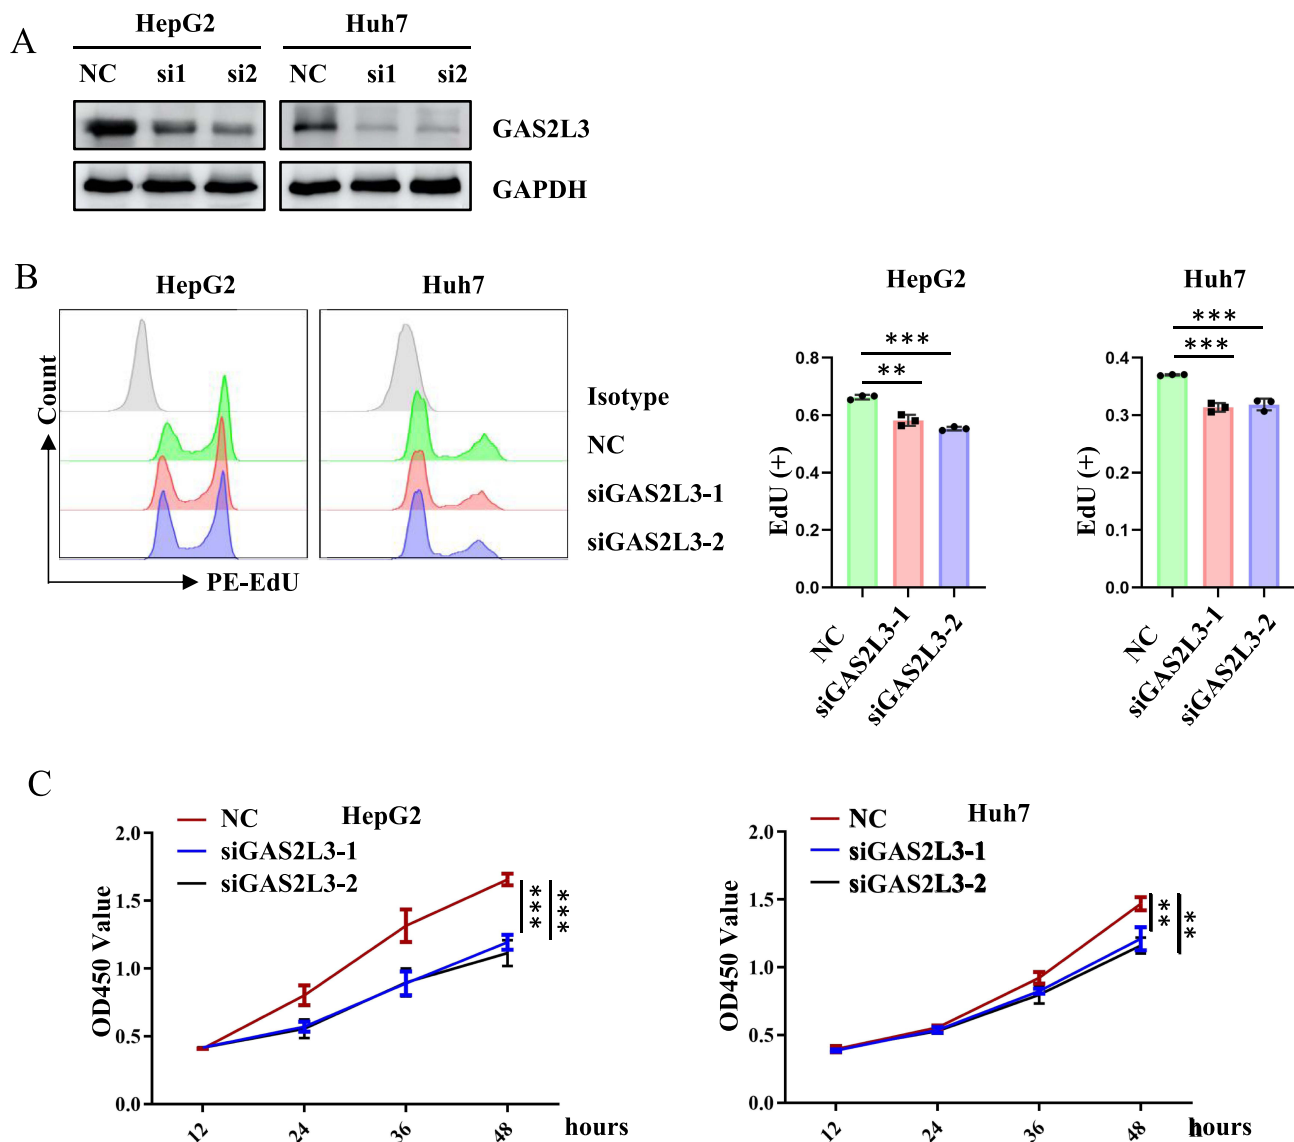 A
HepG2
Huh7
NC si1 si2
NC si1 si2
GAS2L3
GAPDH
B
HepG2
Huh7
Count
PE-EdU
Isotype
NC
siGAS2L3-1
siGAS2L3-2
HepG2
EdU (+)
0.8
0.6
0.4
0.2
0.0
***
**
NC
siGAS2L3-1
siGAS2L3-2
Huh7
EdU (+)
0.4
0.3
0.2
0.1
0.0
***
***
NC
siGAS2L3-1
siGAS2L3-2
C
HepG2
NC
siGAS2L3-1
siGAS2L3-2
OD450 Value
2.0
1.5
1.0
0.5
0.0
***
***
12 24 36 48 hours
Huh7
NC
siGAS2L3-1
siGAS2L3-2
OD450 Value
2.0
1.5
1.0
0.5
0.0
**
**
12 24 36 48 hours